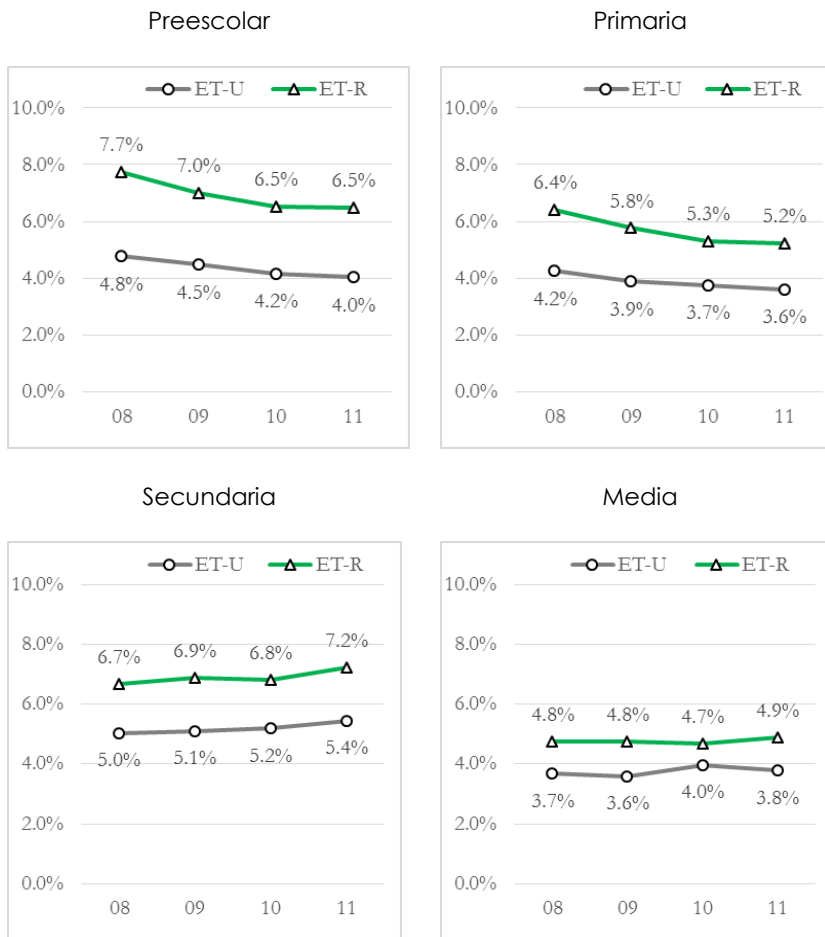 Preescolar
ET-U ET-R
10.0%
8.0%
6.0%
4.0%
2.0%
0.0%
7.7% 7.0% 6.5% 6.5%
4.8% 4.5% 4.2% 4.0%
08 09 10 11
Primaria
ET-U ET-R
10.0%
8.0%
6.0%
4.0%
2.0%
0.0%
6.4% 5.8% 5.3% 5.2%
4.2% 3.9% 3.7% 3.6%
08 09 10 11
Secundaria
ET-U ET-R
10.0%
8.0%
6.0%
4.0%
2.0%
0.0%
6.7% 6.9% 6.8% 7.2%
5.0% 5.1% 5.2% 5.4%
08 09 10 11
Media
ET-U ET-R
10.0%
8.0%
6.0%
4.0%
2.0%
0.0%
4.8% 4.8% 4.7% 4.9%
3.7% 3.6% 4.0% 3.8%
08 09 10 11